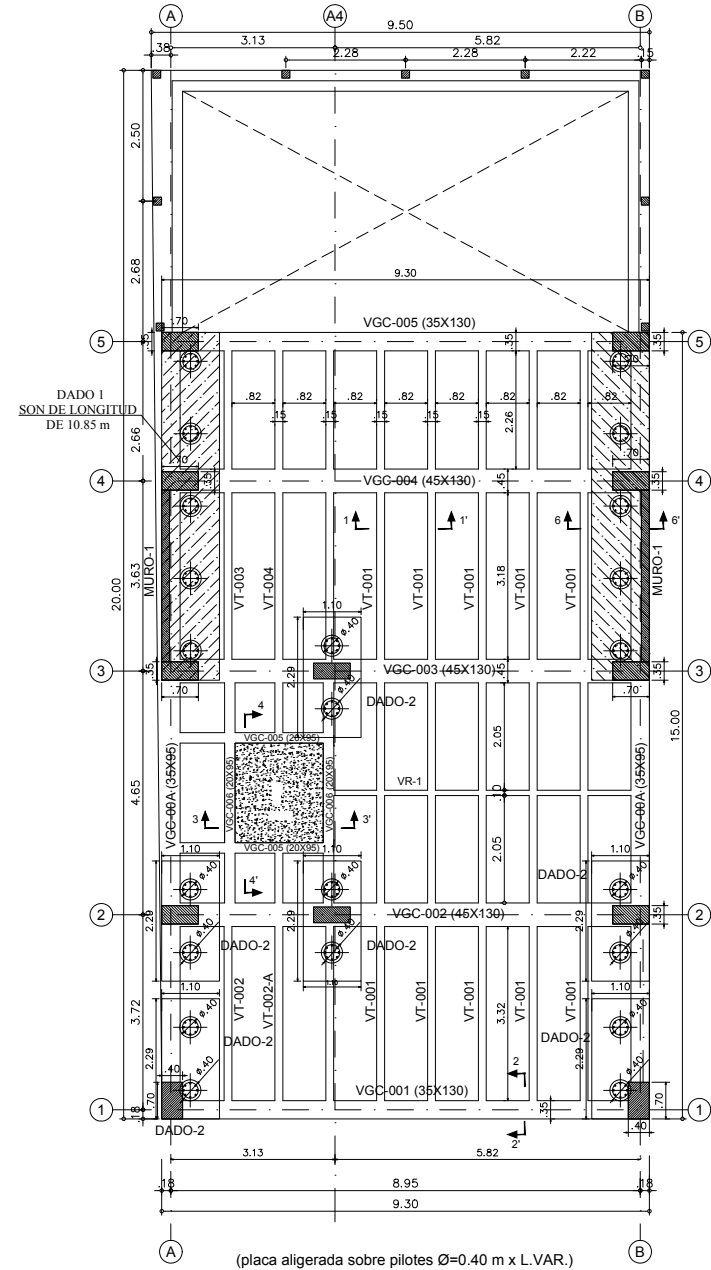 A
A4
B
9.50
3.13
5.82
.38
2.28
2.28
2.22
.15
2.50
2.68
9.30
.70
VGC-005 (35X130)
5
.35
.35
.35
5
.70
DADO 1
SON DE LONGITUD
DE 10.85 m
.82
.82
.82
.82
.82
.82
.82
.82
.15
.15
.15
.15
.15
2.66
2.26
.70
.70
4
.35
VGC-004 (45X130)
.45
.35
4
1
1'
6
6'
20.00
3.63
MURO-1
VT-003
VT-004
VT-001
VT-001
VT-001
VT-001
VT-001
3.18
MURO-1
1.10
ø.40
3
.35
2.29
VGC-003 (45X130)
.45
.35
3
.70
ø.40
DADO-2
.70
15.00
4
VGC-005 (20X95)
2.05
4.65
VGC-00A (35X95)
VGC-006 (20X95)
VGC-006 (20X95)
VR-1
.10
VGC-00A (35X95)
3
3'
VGC-005 (20X95)
2.05
1.10
1.10
DADO-2
1.10
ø.40
4'
ø.40
ø.40
2
2.29
2.29
VGC-002 (45X130)
2.29
.35
2
ø.40
DADO-2
ø.40
DADO-2
ø.40
1.10
1.10
3.72
VT-002
VT-002-A
VT-001
VT-001
VT-001
VT-001
VT-001
3.32
2.29
DADO-2
DADO-2
2.29
.40
ø.40
2
ø.40
VGC-001 (35X130)
1
.18
.70
.35
.70
1
DADO-2
2'
.40
3.13
5.82
.18
8.95
.18
9.30
A
B
(placa aligerada sobre pilotes Ø=0.40 m x L.VAR.)